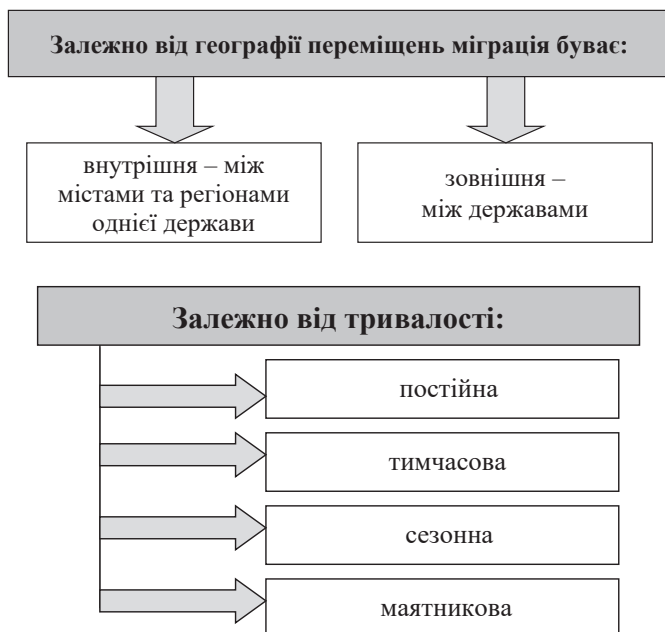 Залежно від географії переміщень міграція буває:
внутрішня – між
містами та регіонами
однієї держави
зовнішня –
між державами
Залежно від тривалості:
постійна
тимчасова
сезонна
маятникова